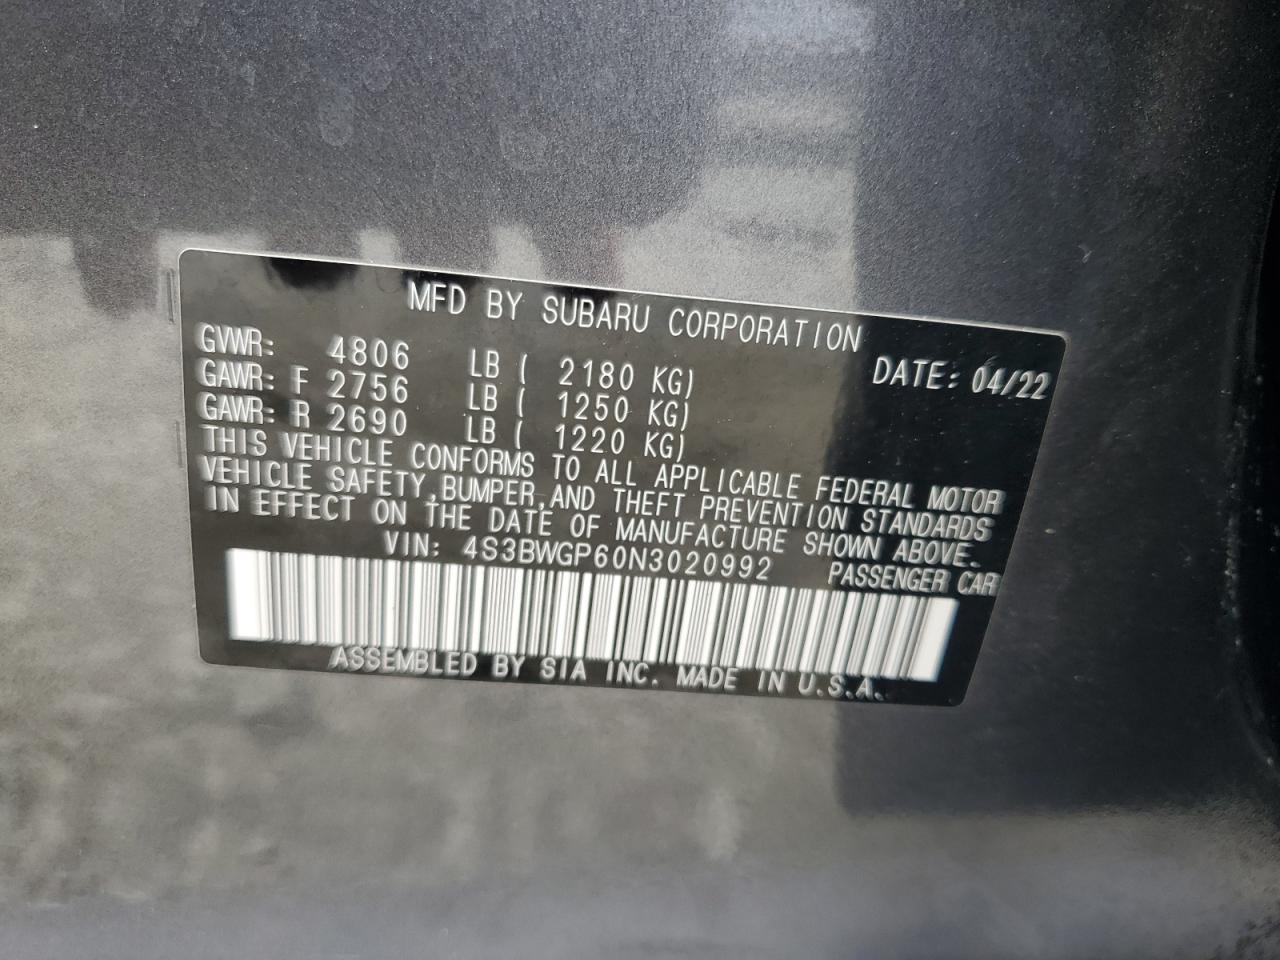 MFD BY SUBARU CORPORATION
GVWR: 4806 LB ( 2180 KG) DATE: 04/22
GAWR: F 2756 LB ( 1250 KG)
GAWR: R 2690 LB ( 1220 KG)
THIS VEHICLE CONFORMS TO ALL APPLICABLE FEDERAL MOTOR
VEHICLE SAFETY, BUMPER, AND THEFT PREVENTION STANDARDS
IN EFFECT ON THE DATE OF MANUFACTURE SHOWN ABOVE.
VIN: 4S3BWGP60N3020992 PASSENGER CAR
ASSEMBLED BY SIA INC. MADE IN U.S.A.